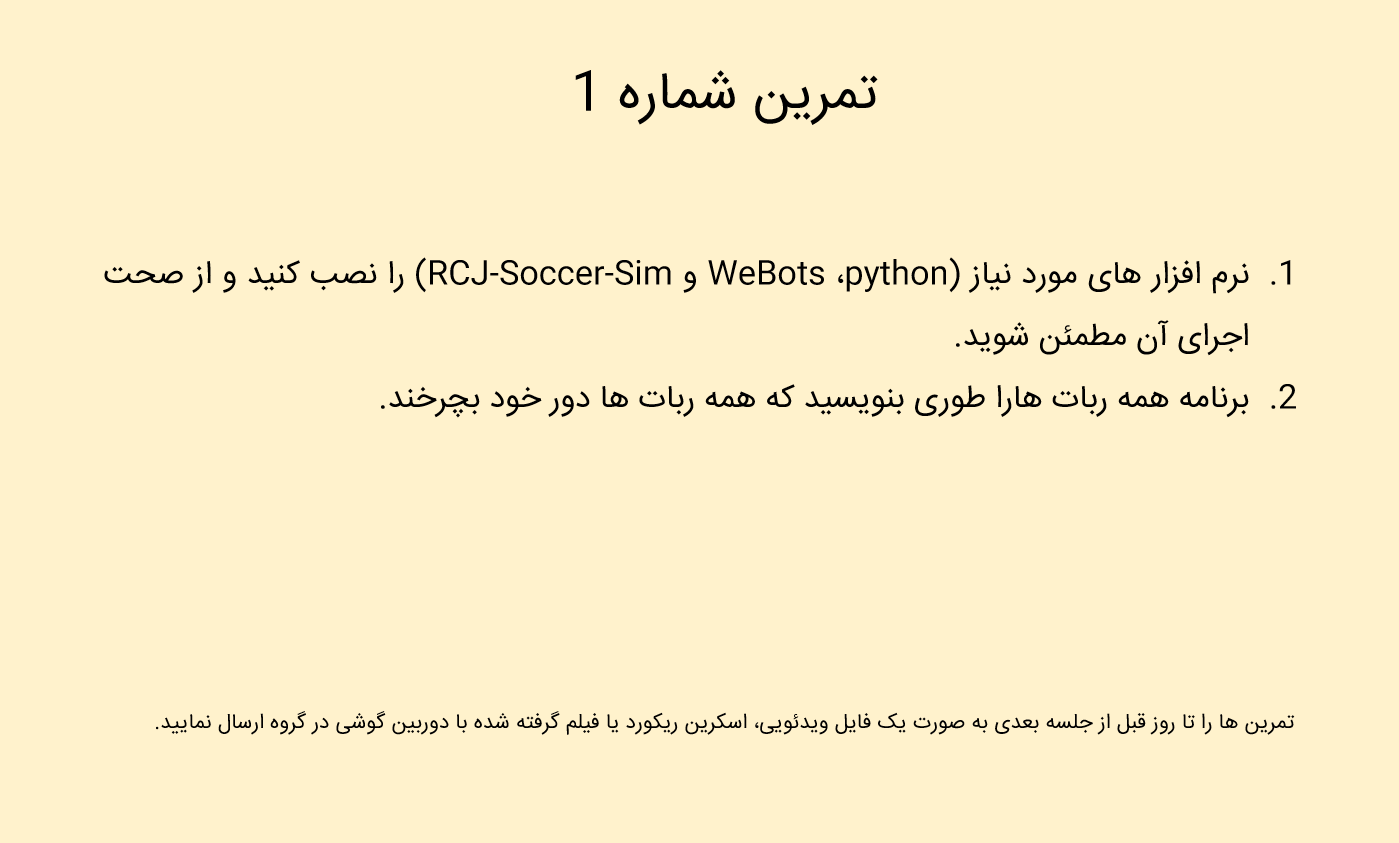 تمرین شماره 1
1. نرم افزار های مورد نیاز (python، WeBots و RCJ-Soccer-Sim) را نصب کنید و از صحت
اجرای آن مطمئن شوید.
2. برنامه همه ربات هارا طوری بنویسید که همه ربات ها دور خود بچرخند.
تمرین ها را تا روز قبل از جلسه بعدی به صورت یک فایل ویدئویی، اسکرین ریکورد یا فیلم گرفته شده با دوربین گوشی در گروه ارسال نمایید.